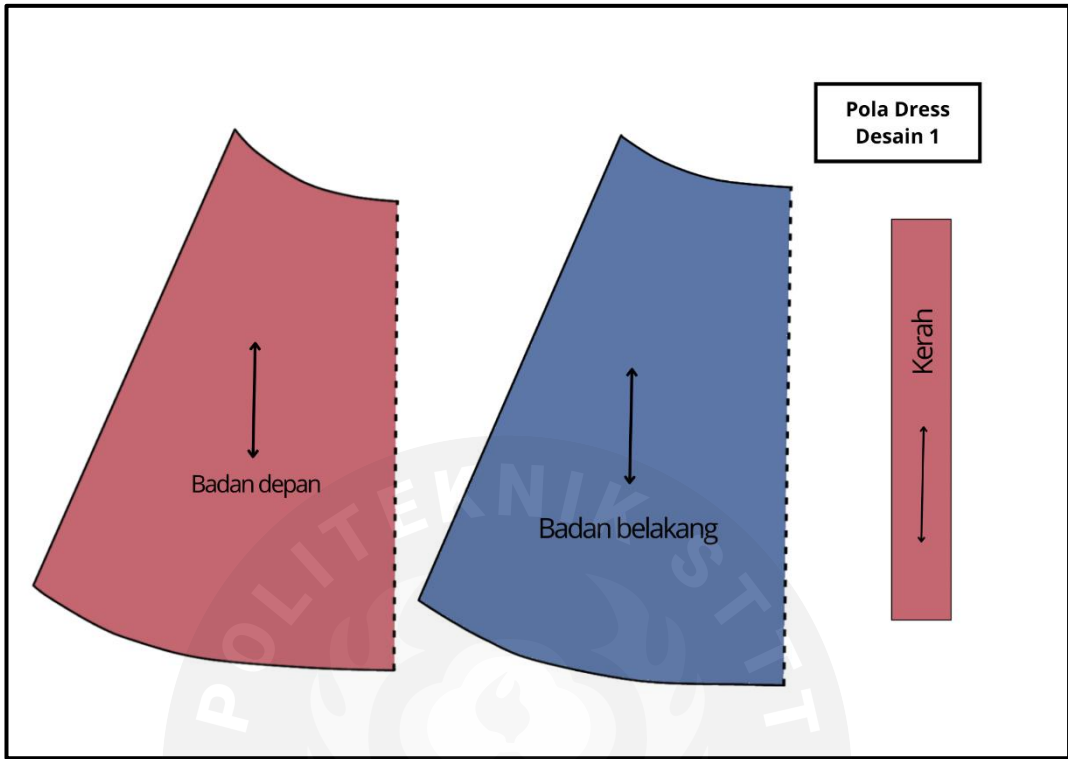 Pola Dress
Desain 1
Badan depan
Badan belakang
Kerah
POLITEKNIK STTT